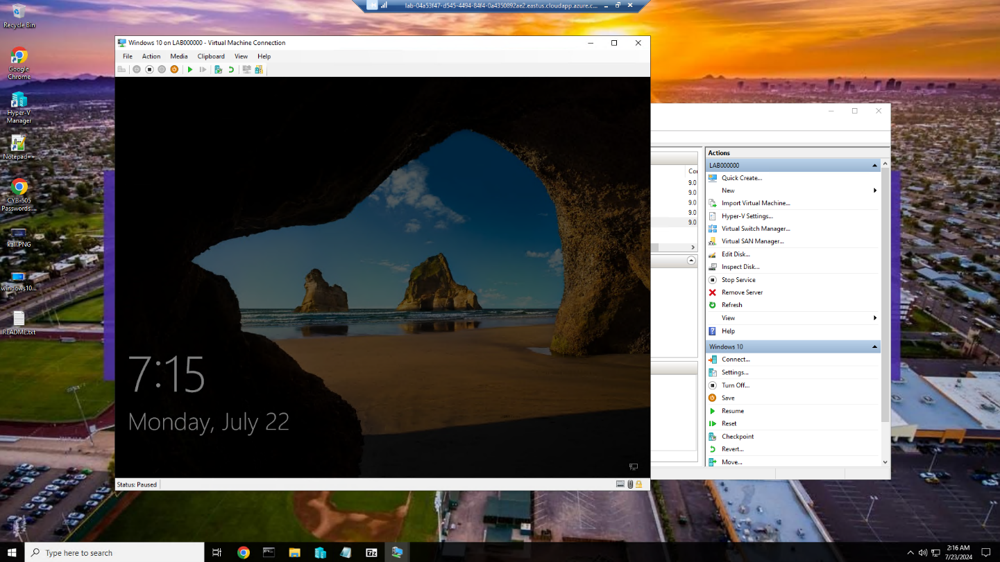 lab-04a53f47-d545-4494-84f4-0a4350892ae2.eastus.cloudapp.azure.c...
Recycle Bin
Google
Chrome
Hyper-V
Manager
Notepad++
CYB-505
Passwords....
kali.PNG
windows10...
README.txt
Windows 10 on LAB000000 - Virtual Machine Connection
File Action Media Clipboard View Help
7:15
Monday, July 22
Status: Paused
Co
9.0
9.0
9.0
9.0
9.0
Actions
LAB000000
Quick Create...
New
Import Virtual Machine...
Hyper-V Settings...
Virtual Switch Manager...
Virtual SAN Manager...
Edit Disk...
Inspect Disk...
Stop Service
Remove Server
Refresh
View
Help
Windows 10
Connect...
Settings...
Turn Off...
Save
Resume
Reset
Checkpoint
Revert...
Move...
Type here to search
2:16 AM
7/23/2024